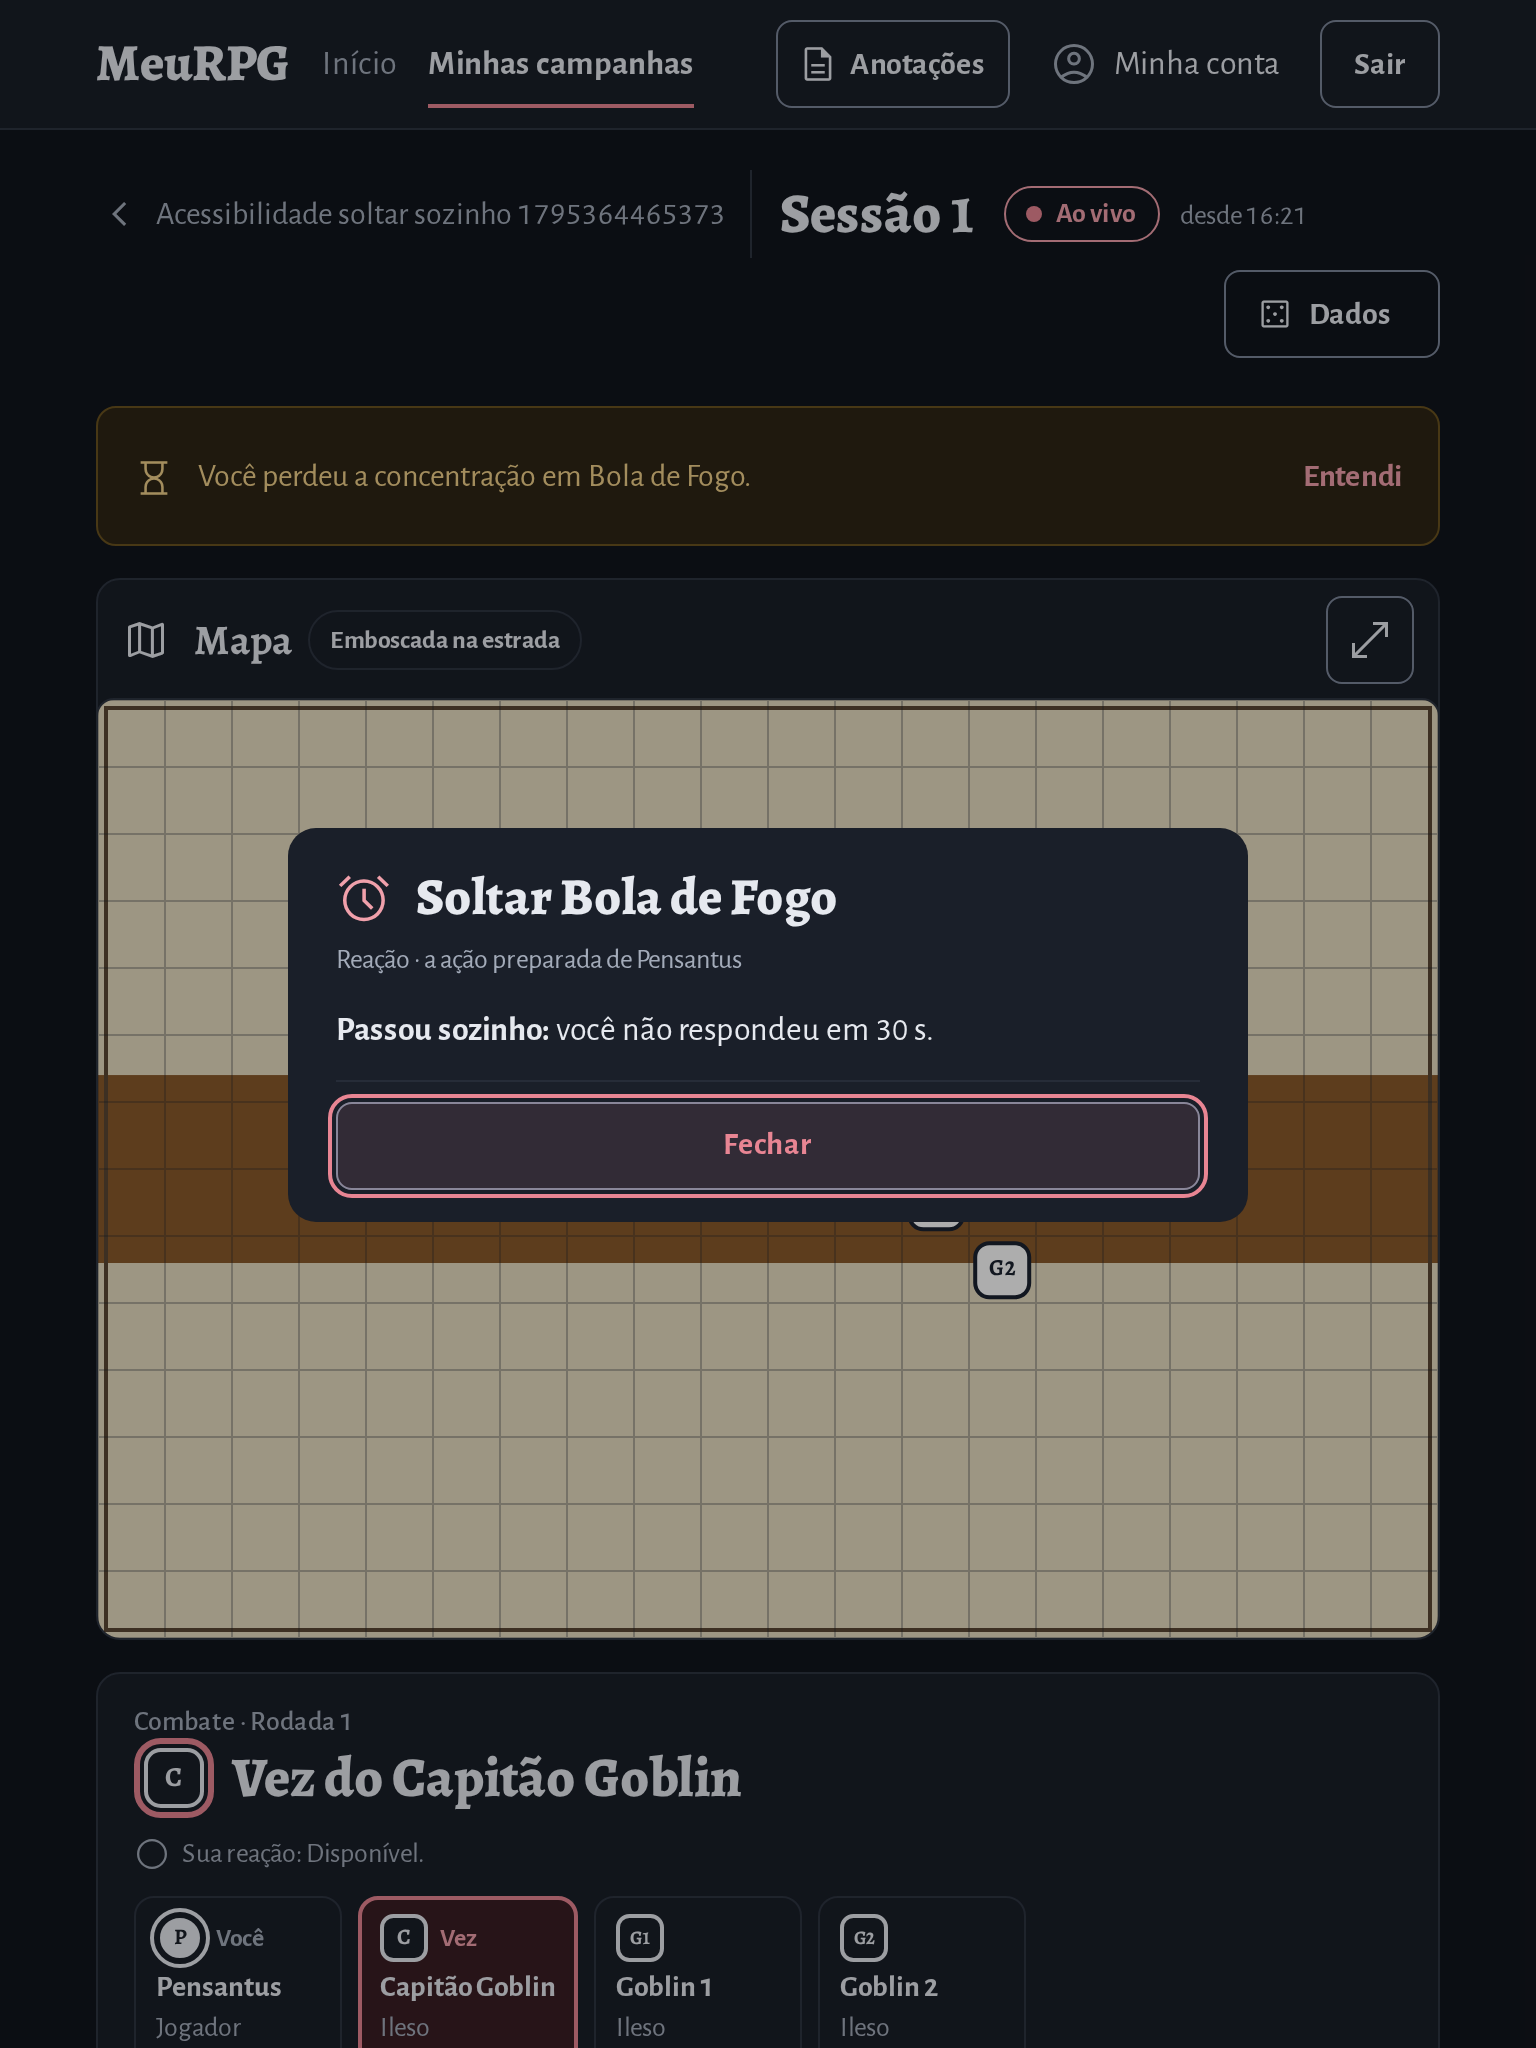 MeuRPG Início Minhas campanhas Anotações Minha conta Sair
Acessibilidade soltar sozinho 1795364465373 Sessão 1 Ao vivo desde 16:21
Dados
Você perdeu a concentração em Bola de Fogo. Entendi
Mapa Emboscada na estrada
Soltar Bola de Fogo
Reação · a ação preparada de Pensantus
Passou sozinho: você não respondeu em 30 s.
Fechar
G2
Combate · Rodada 1
C Vez do Capitão Goblin
Sua reação: Disponível.
P Você C Vez G1 G2
Pensantus Capitão Goblin Goblin 1 Goblin 2
Jogador Ileso Ileso Ileso